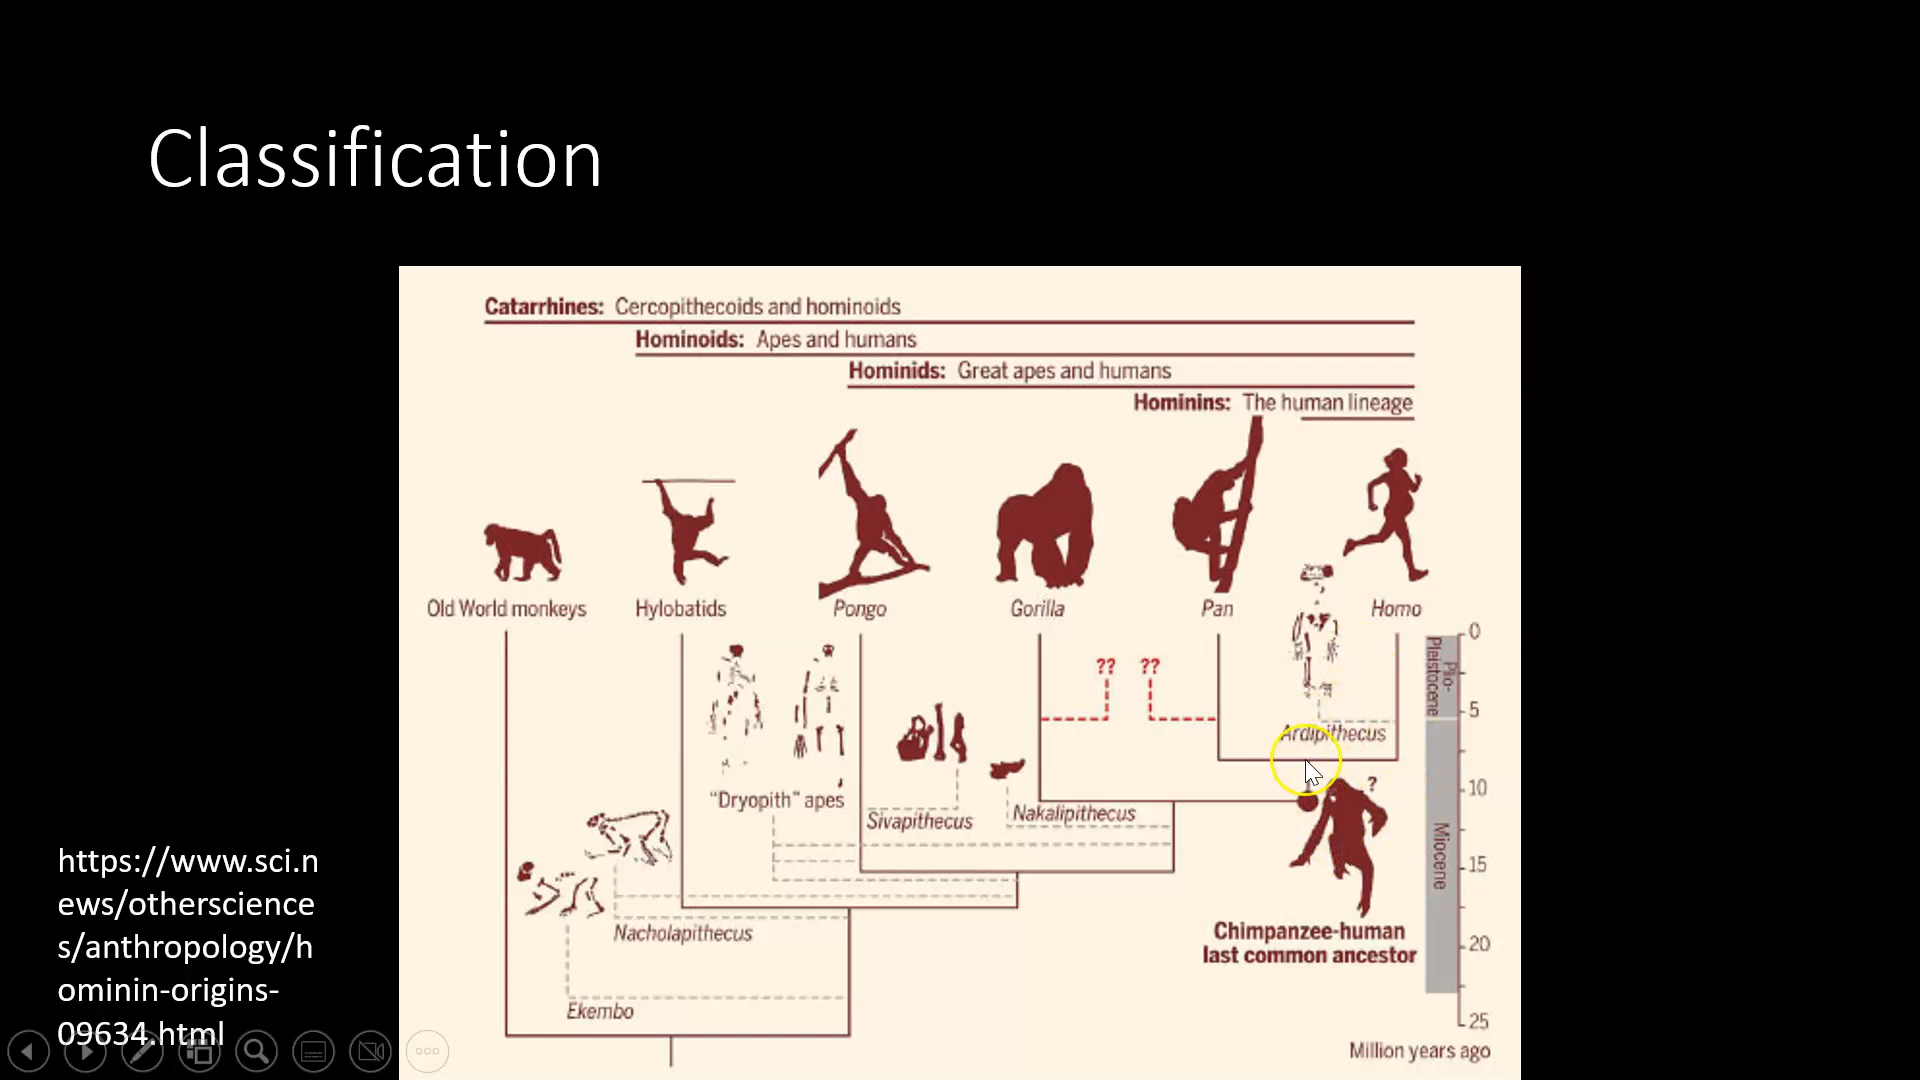 Classification
Catarrhines: Cercopithecoids and hominoids
Hominoids: Apes and humans
Hominids: Great apes and humans
Hominins: The human lineage
Old World monkeys
Hylobatids
Pongo
Gorilla
Pan
Homo
0
Plio-
Pleistocene
?? ??
5
Ardipithecus
?
10
"Dryopith" apes
Sivapithecus
Nakalipithecus
Miocene
15
Nacholapithecus
Chimpanzee-human
last common ancestor
20
Ekembo
25
Million years ago
https://www.sci.n
ews/otherscience
s/anthropology/h
ominin-origins-
09634.html